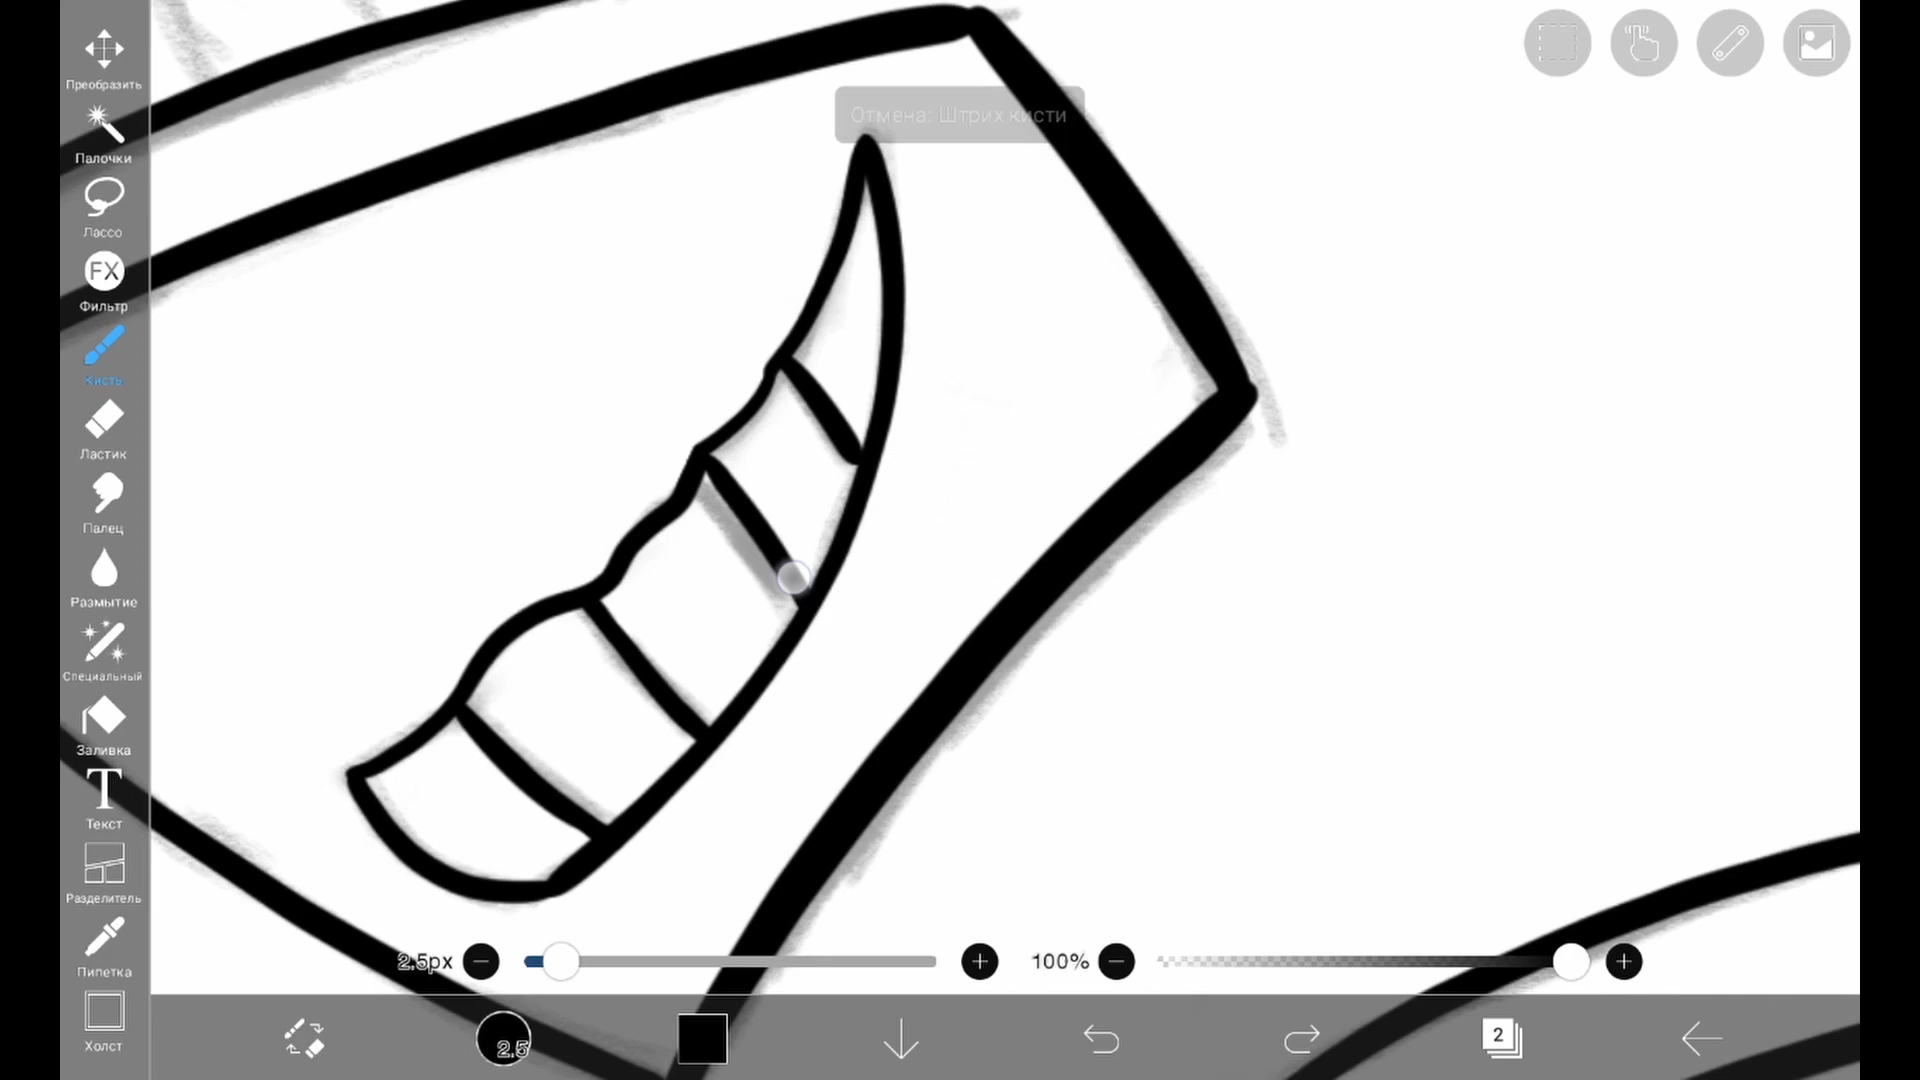 Преобразить
Палочки
Лассо
FX
Фильтр
Кисть
Ластик
Палец
Размытие
Специальный
Заливка
T
Текст
Разделитель
Пипетка
Холст
Отмена: Штрих кисти
2.5px
100%
2.5
2